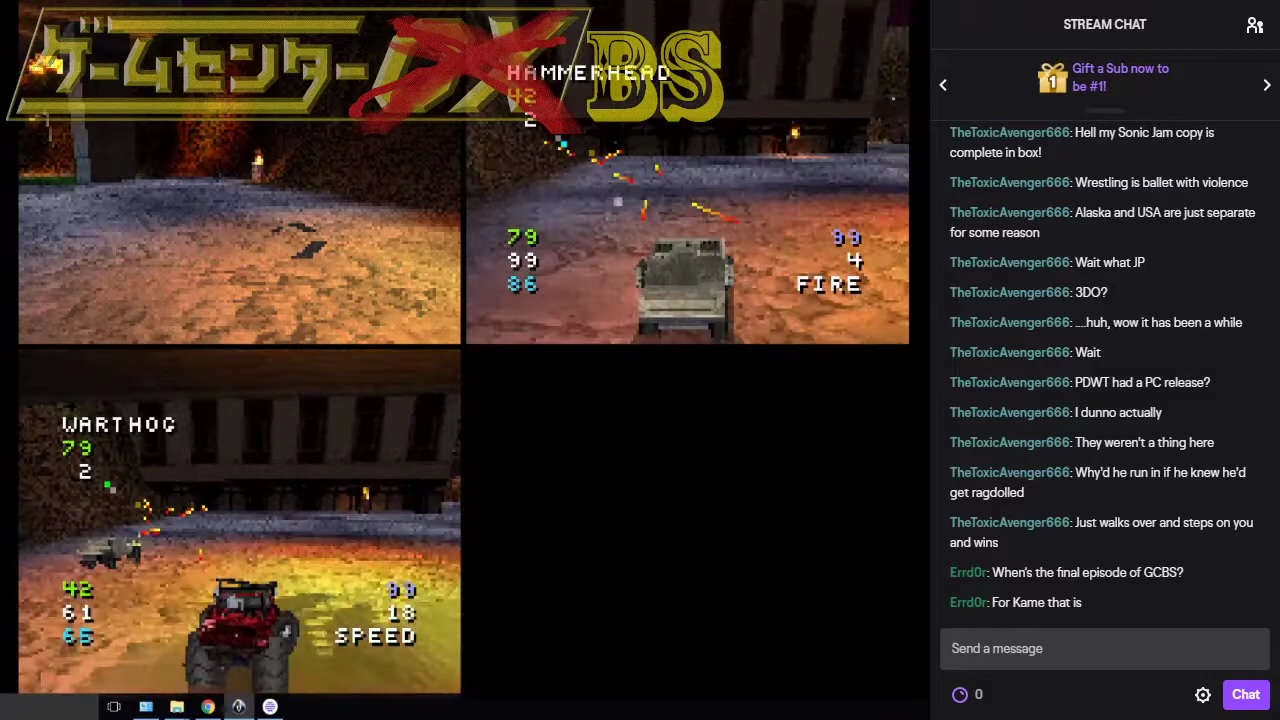 ゲームセンターCX BS
HAMMERHEAD
42
2
79
99
86
99
4
FIRE
WARTHOG
79
2
42
61
65
99
18
SPEED
STREAM CHAT
1
Gift a Sub now to
be #1!
TheToxicAvenger666: Hell my Sonic Jam copy is
complete in box!
TheToxicAvenger666: Wrestling is ballet with violence
TheToxicAvenger666: Alaska and USA are just separate
for some reason
TheToxicAvenger666: Wait what JP
TheToxicAvenger666: 3DO?
TheToxicAvenger666: ....huh, wow it has been a while
TheToxicAvenger666: Wait
TheToxicAvenger666: PDWT had a PC release?
TheToxicAvenger666: I dunno actually
TheToxicAvenger666: They weren't a thing here
TheToxicAvenger666: Why'd he run in if he knew he'd
get ragdolled
TheToxicAvenger666: Just walks over and steps on you
and wins
Errd0r: When's the final episode of GCBS?
Errd0r: For Kame that is
Send a message
0
Chat